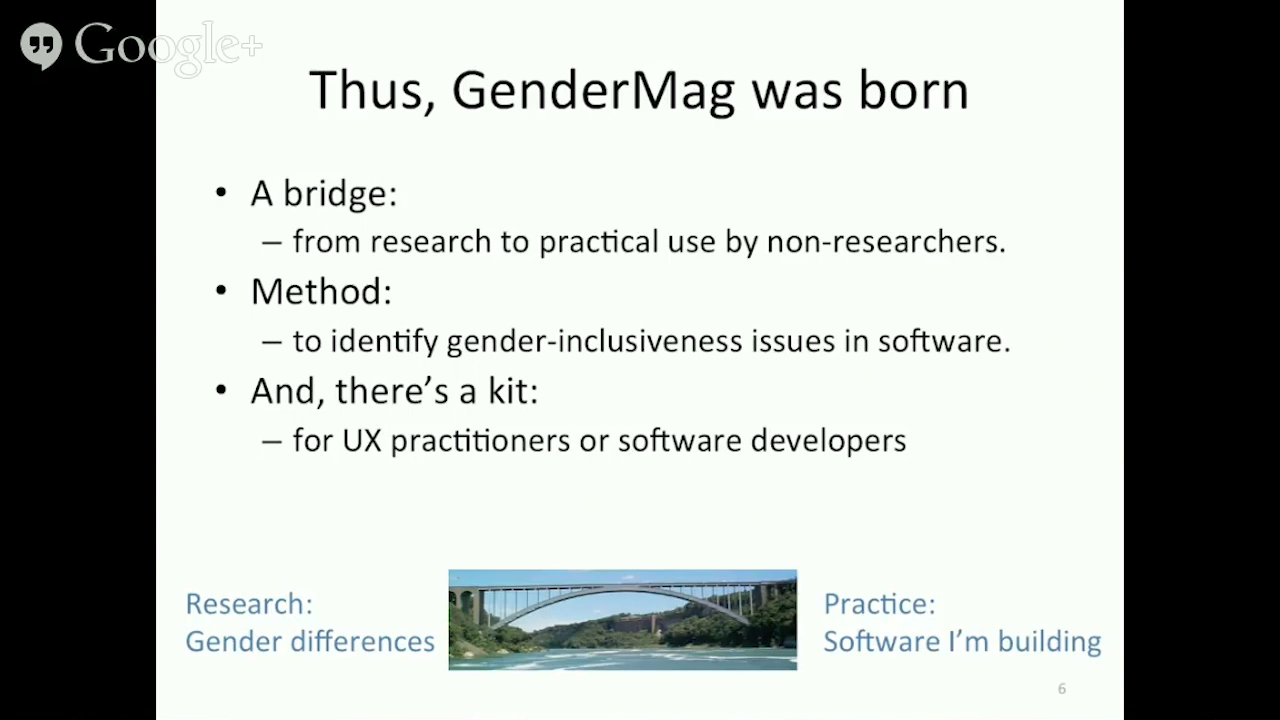 Google+
Thus, GenderMag was born
• A bridge:
– from research to practical use by non-researchers.
• Method:
– to identify gender-inclusiveness issues in software.
• And, there's a kit:
– for UX practitioners or software developers
Research:
Gender differences
Practice:
Software I'm building
6